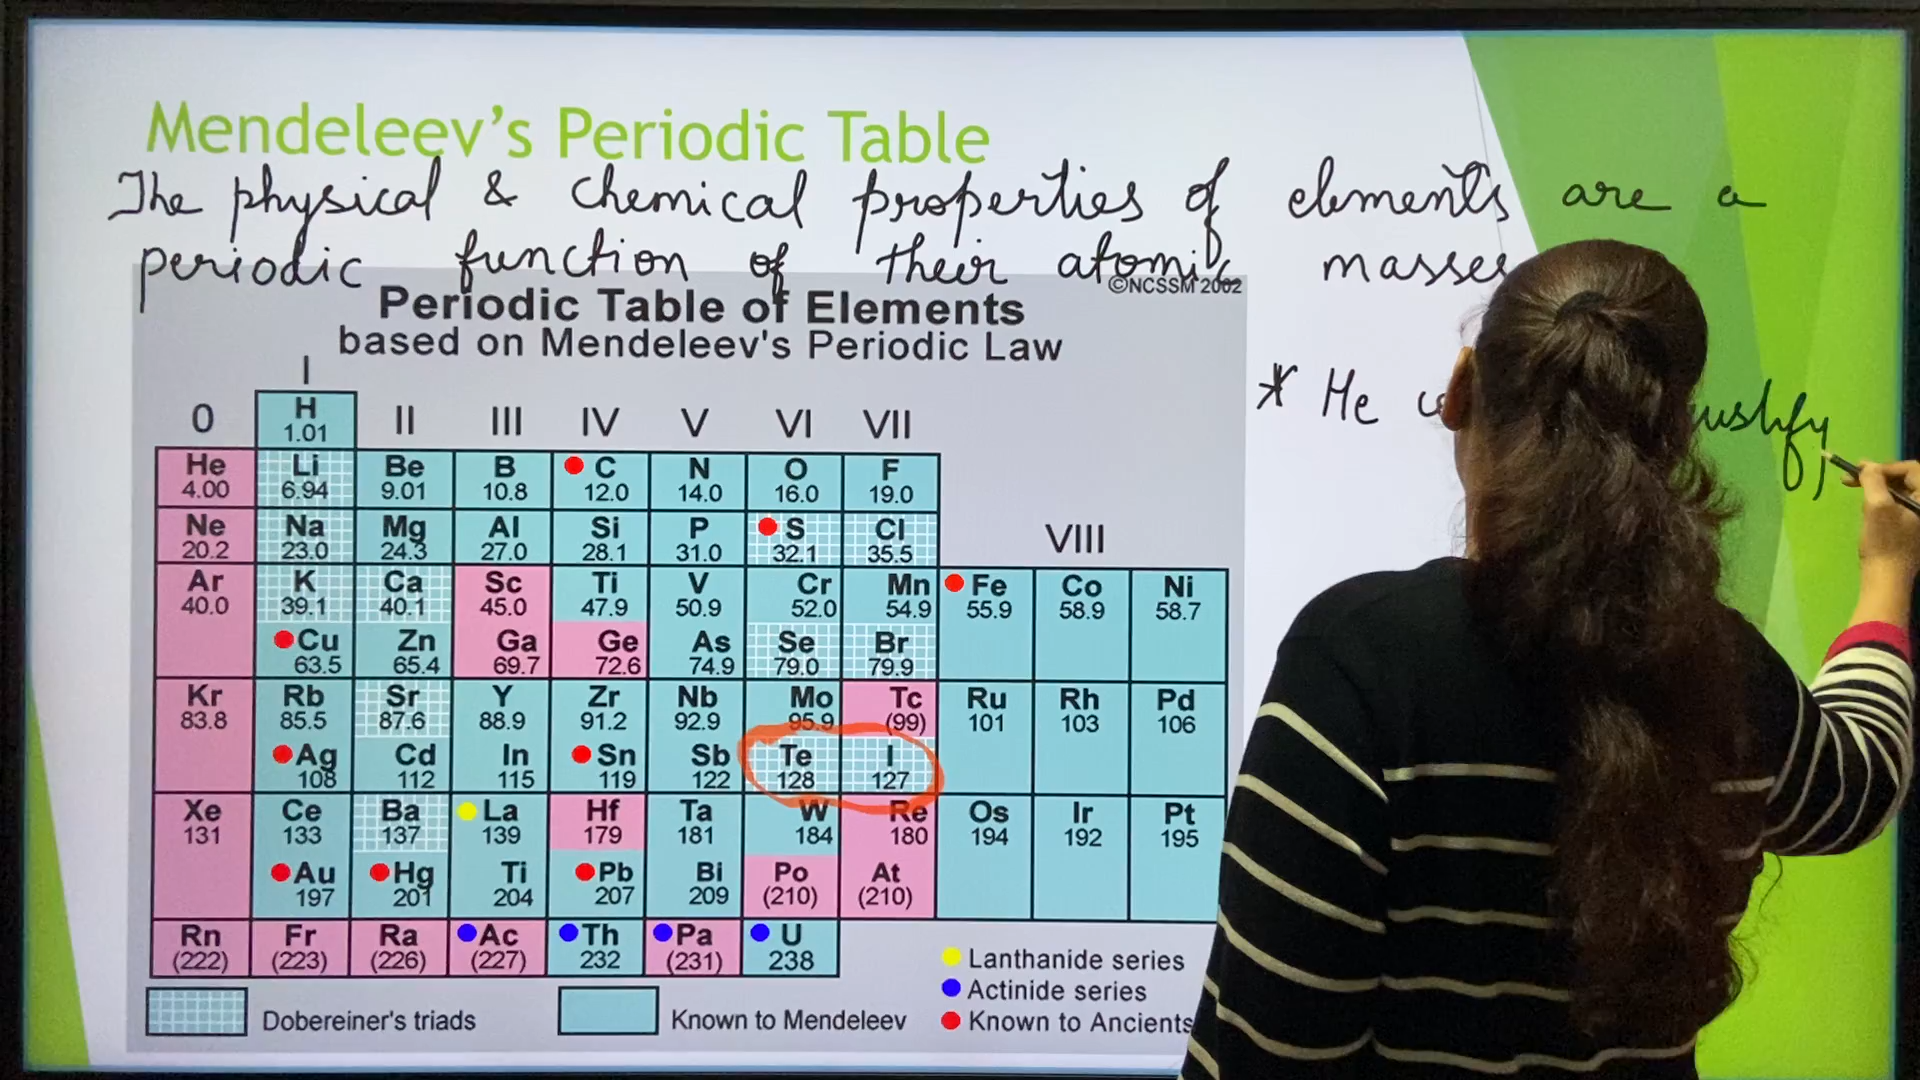 Mendeleev's Periodic Table
The physical & chemical properties of elements are a
periodic function of their atomic masses
©NCSSM 2002
Periodic Table of Elements
based on Mendeleev's Periodic Law
* He justify
0 I II III IV V VI VII VIII
H
1.01
He Li Be B C N O F
4.00 6.94 9.01 10.8 12.0 14.0 16.0 19.0
Ne Na Mg Al Si P S Cl
20.2 23.0 24.3 27.0 28.1 31.0 32.1 35.5
Ar K Ca Sc Ti V Cr Mn Fe Co Ni
40.0 39.1 40.1 45.0 47.9 50.9 52.0 54.9 55.9 58.9 58.7
Cu Zn Ga Ge As Se Br
63.5 65.4 69.7 72.6 74.9 79.0 79.9
Kr Rb Sr Y Zr Nb Mo Tc Ru Rh Pd
83.8 85.5 87.6 88.9 91.2 92.9 95.9 (99) 101 103 106
Ag Cd In Sn Sb Te I
108 112 115 119 122 128 127
Xe Ce Ba La Hf Ta W Re Os Ir Pt
131 133 137 139 179 181 184 180 194 192 195
Au Hg Ti Pb Bi Po At
197 201 204 207 209 (210) (210)
Rn Fr Ra Ac Th Pa U
(222) (223) (226) (227) 232 (231) 238
Lanthanide series
Actinide series
Dobereiner's triads Known to Mendeleev Known to Ancients